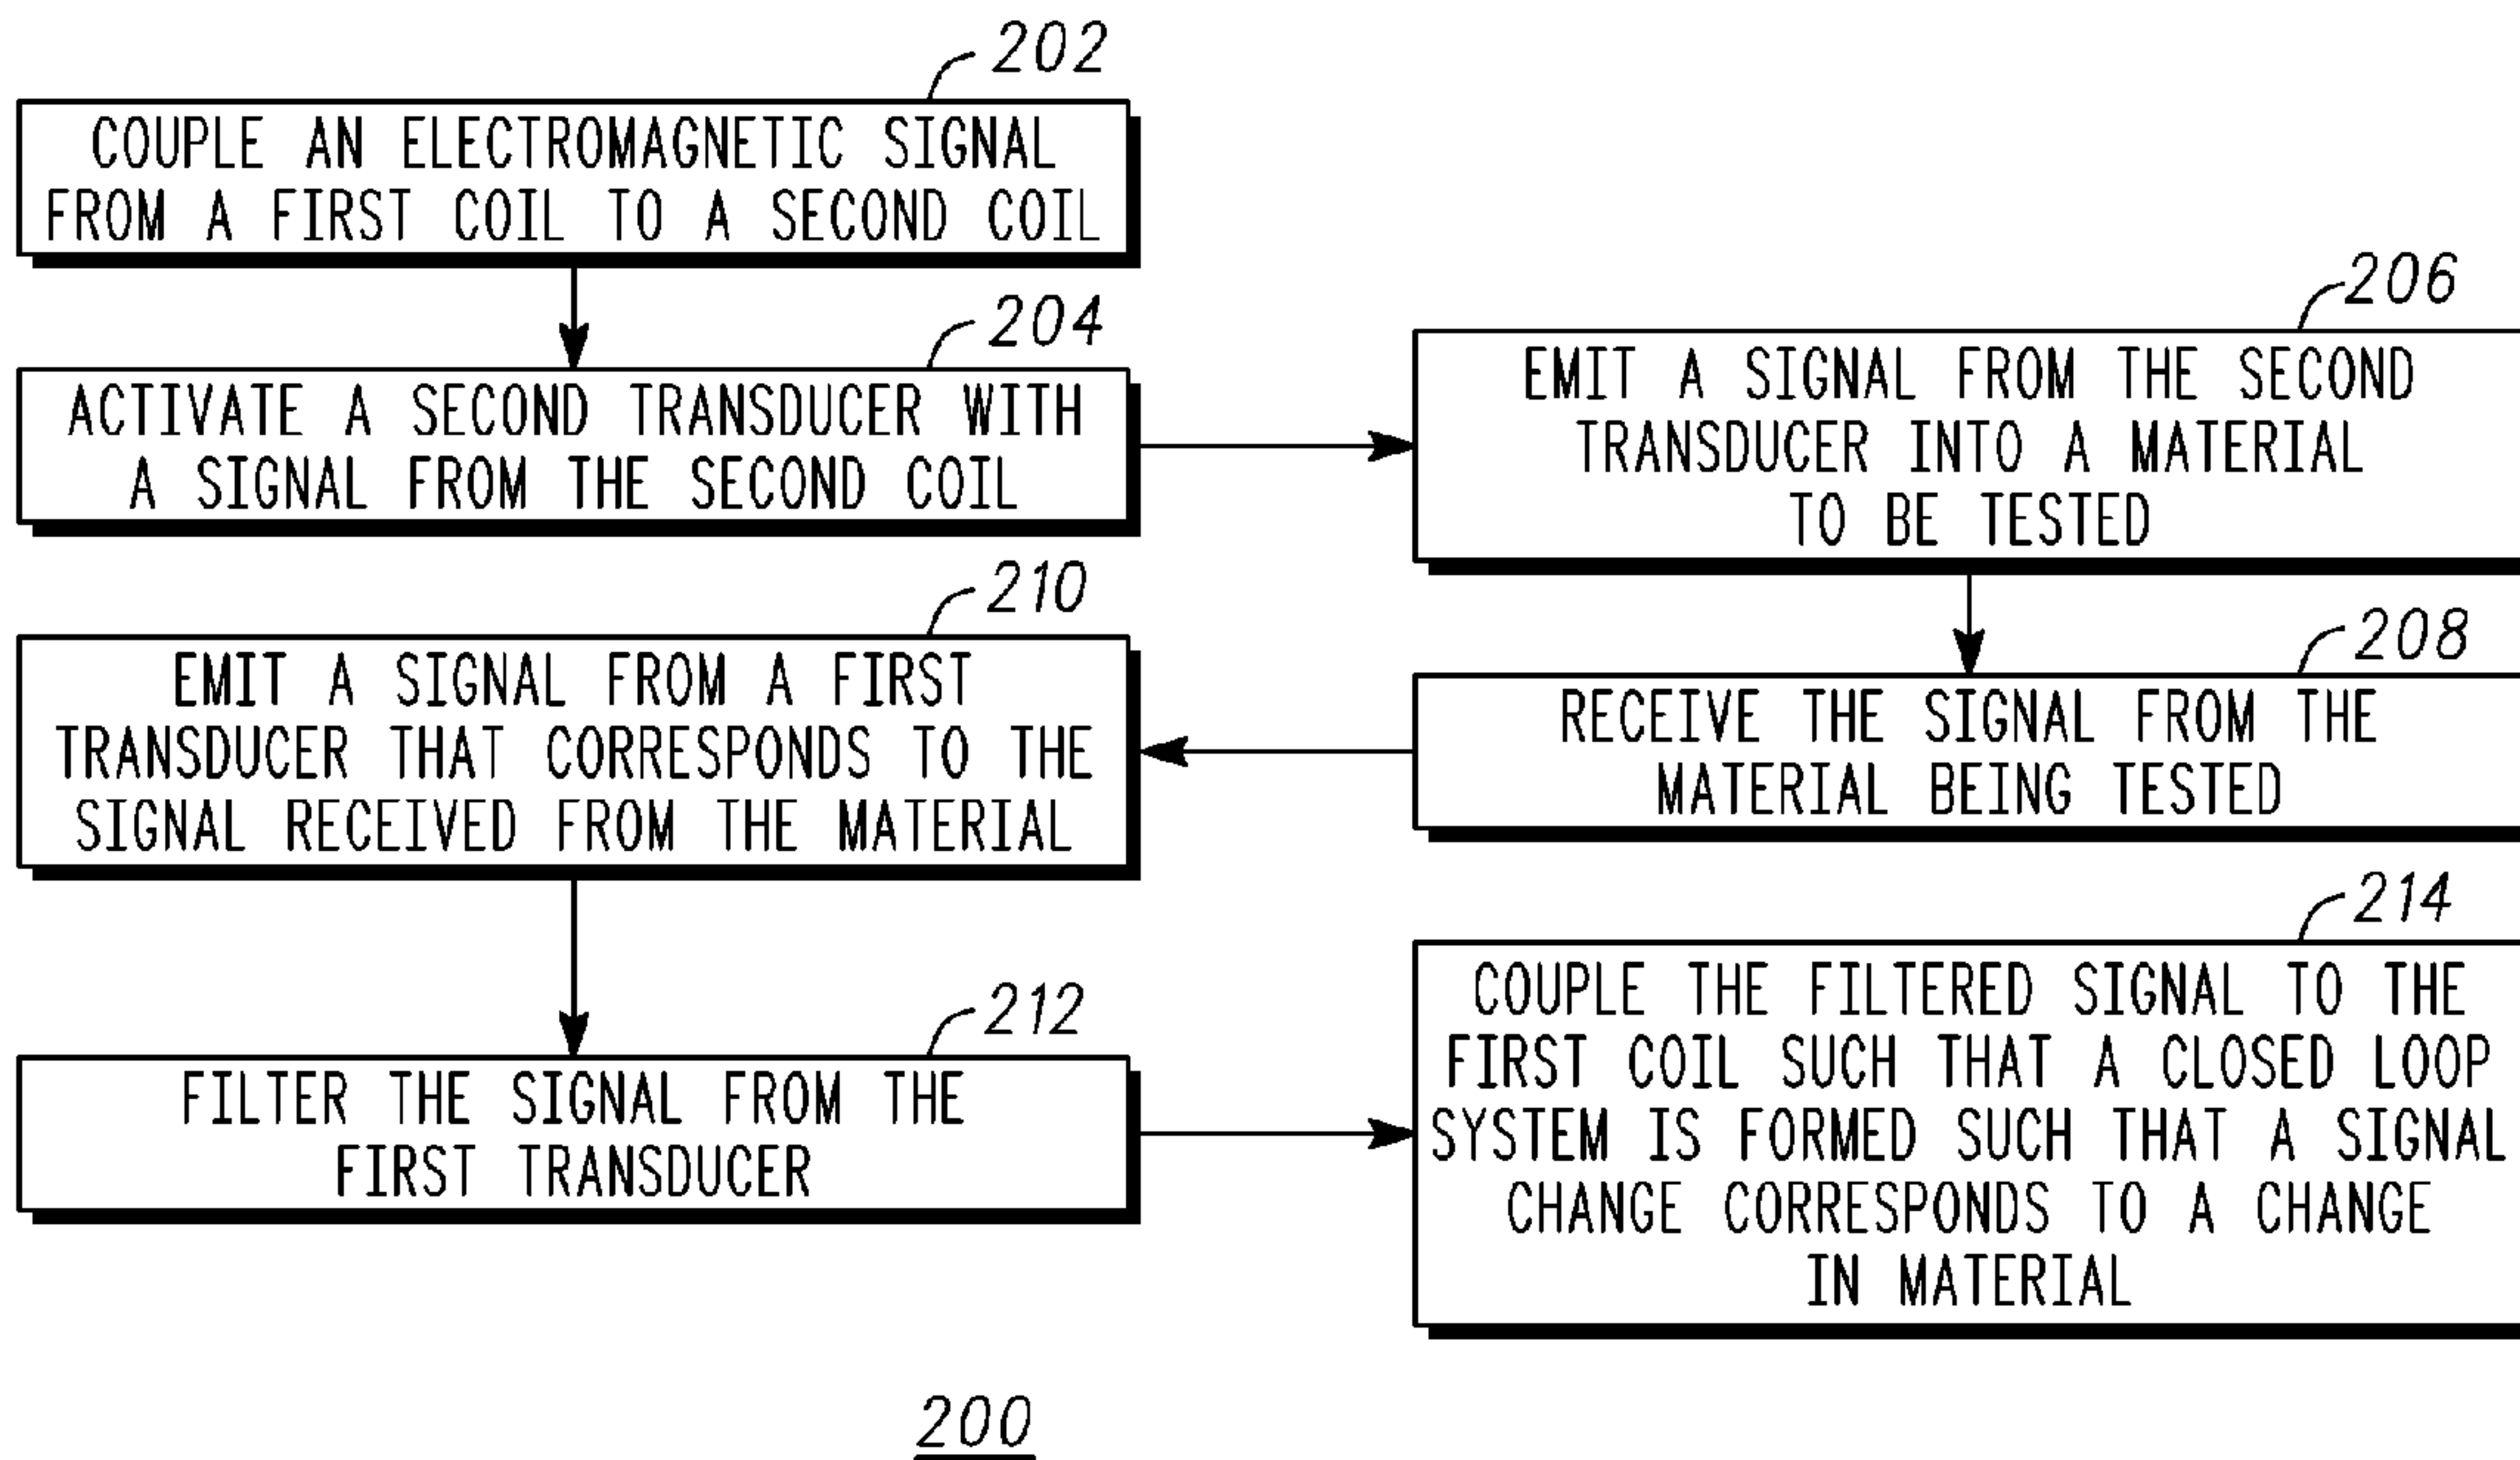 202
COUPLE AN ELECTROMAGNETIC SIGNAL
FROM A FIRST COIL TO A SECOND COIL
204
ACTIVATE A SECOND TRANSDUCER WITH
A SIGNAL FROM THE SECOND COIL
206
EMIT A SIGNAL FROM THE SECOND
TRANSDUCER INTO A MATERIAL
TO BE TESTED
208
RECEIVE THE SIGNAL FROM THE
MATERIAL BEING TESTED
210
EMIT A SIGNAL FROM A FIRST
TRANSDUCER THAT CORRESPONDS TO THE
SIGNAL RECEIVED FROM THE MATERIAL
212
FILTER THE SIGNAL FROM THE
FIRST TRANSDUCER
214
COUPLE THE FILTERED SIGNAL TO THE
FIRST COIL SUCH THAT A CLOSED LOOP
SYSTEM IS FORMED SUCH THAT A SIGNAL
CHANGE CORRESPONDS TO A CHANGE
IN MATERIAL
200